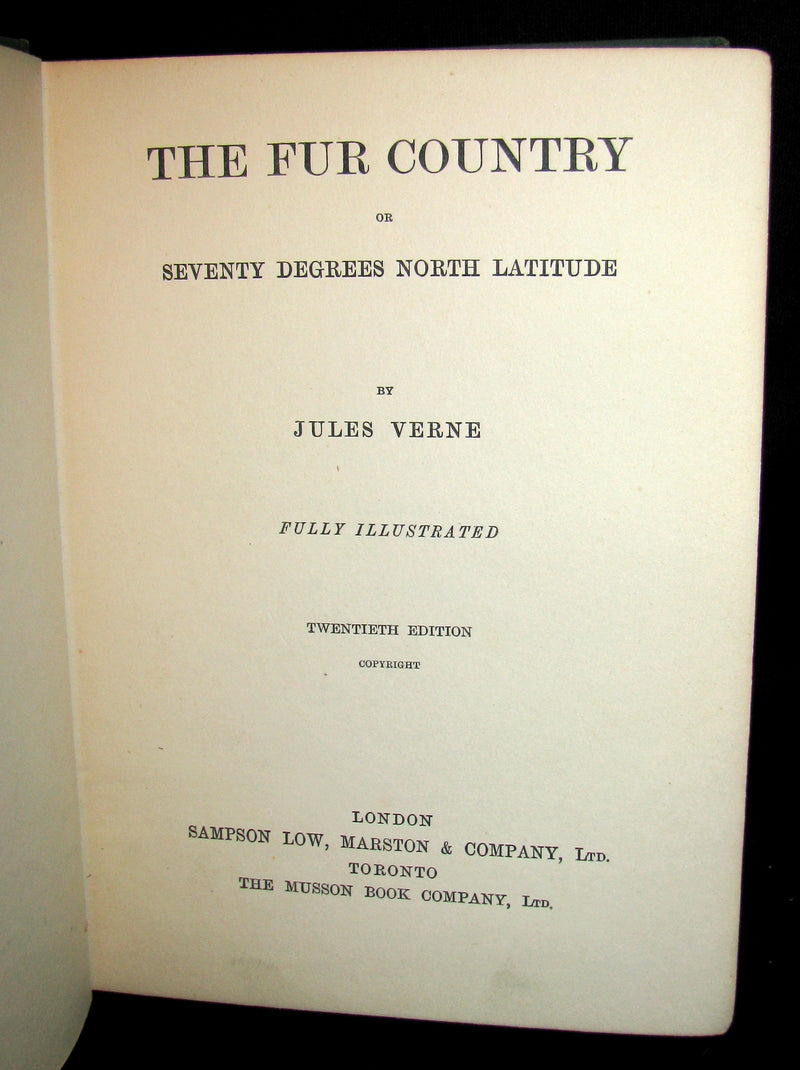 THE FUR COUNTRY
OR
SEVENTY DEGREES NORTH LATITUDE
BY
JULES VERNE
FULLY ILLUSTRATED
TWENTIETH EDITION
COPYRIGHT
LONDON
SAMPSON LOW, MARSTON & COMPANY, LTD.
TORONTO
THE MUSSON BOOK COMPANY, LTD.